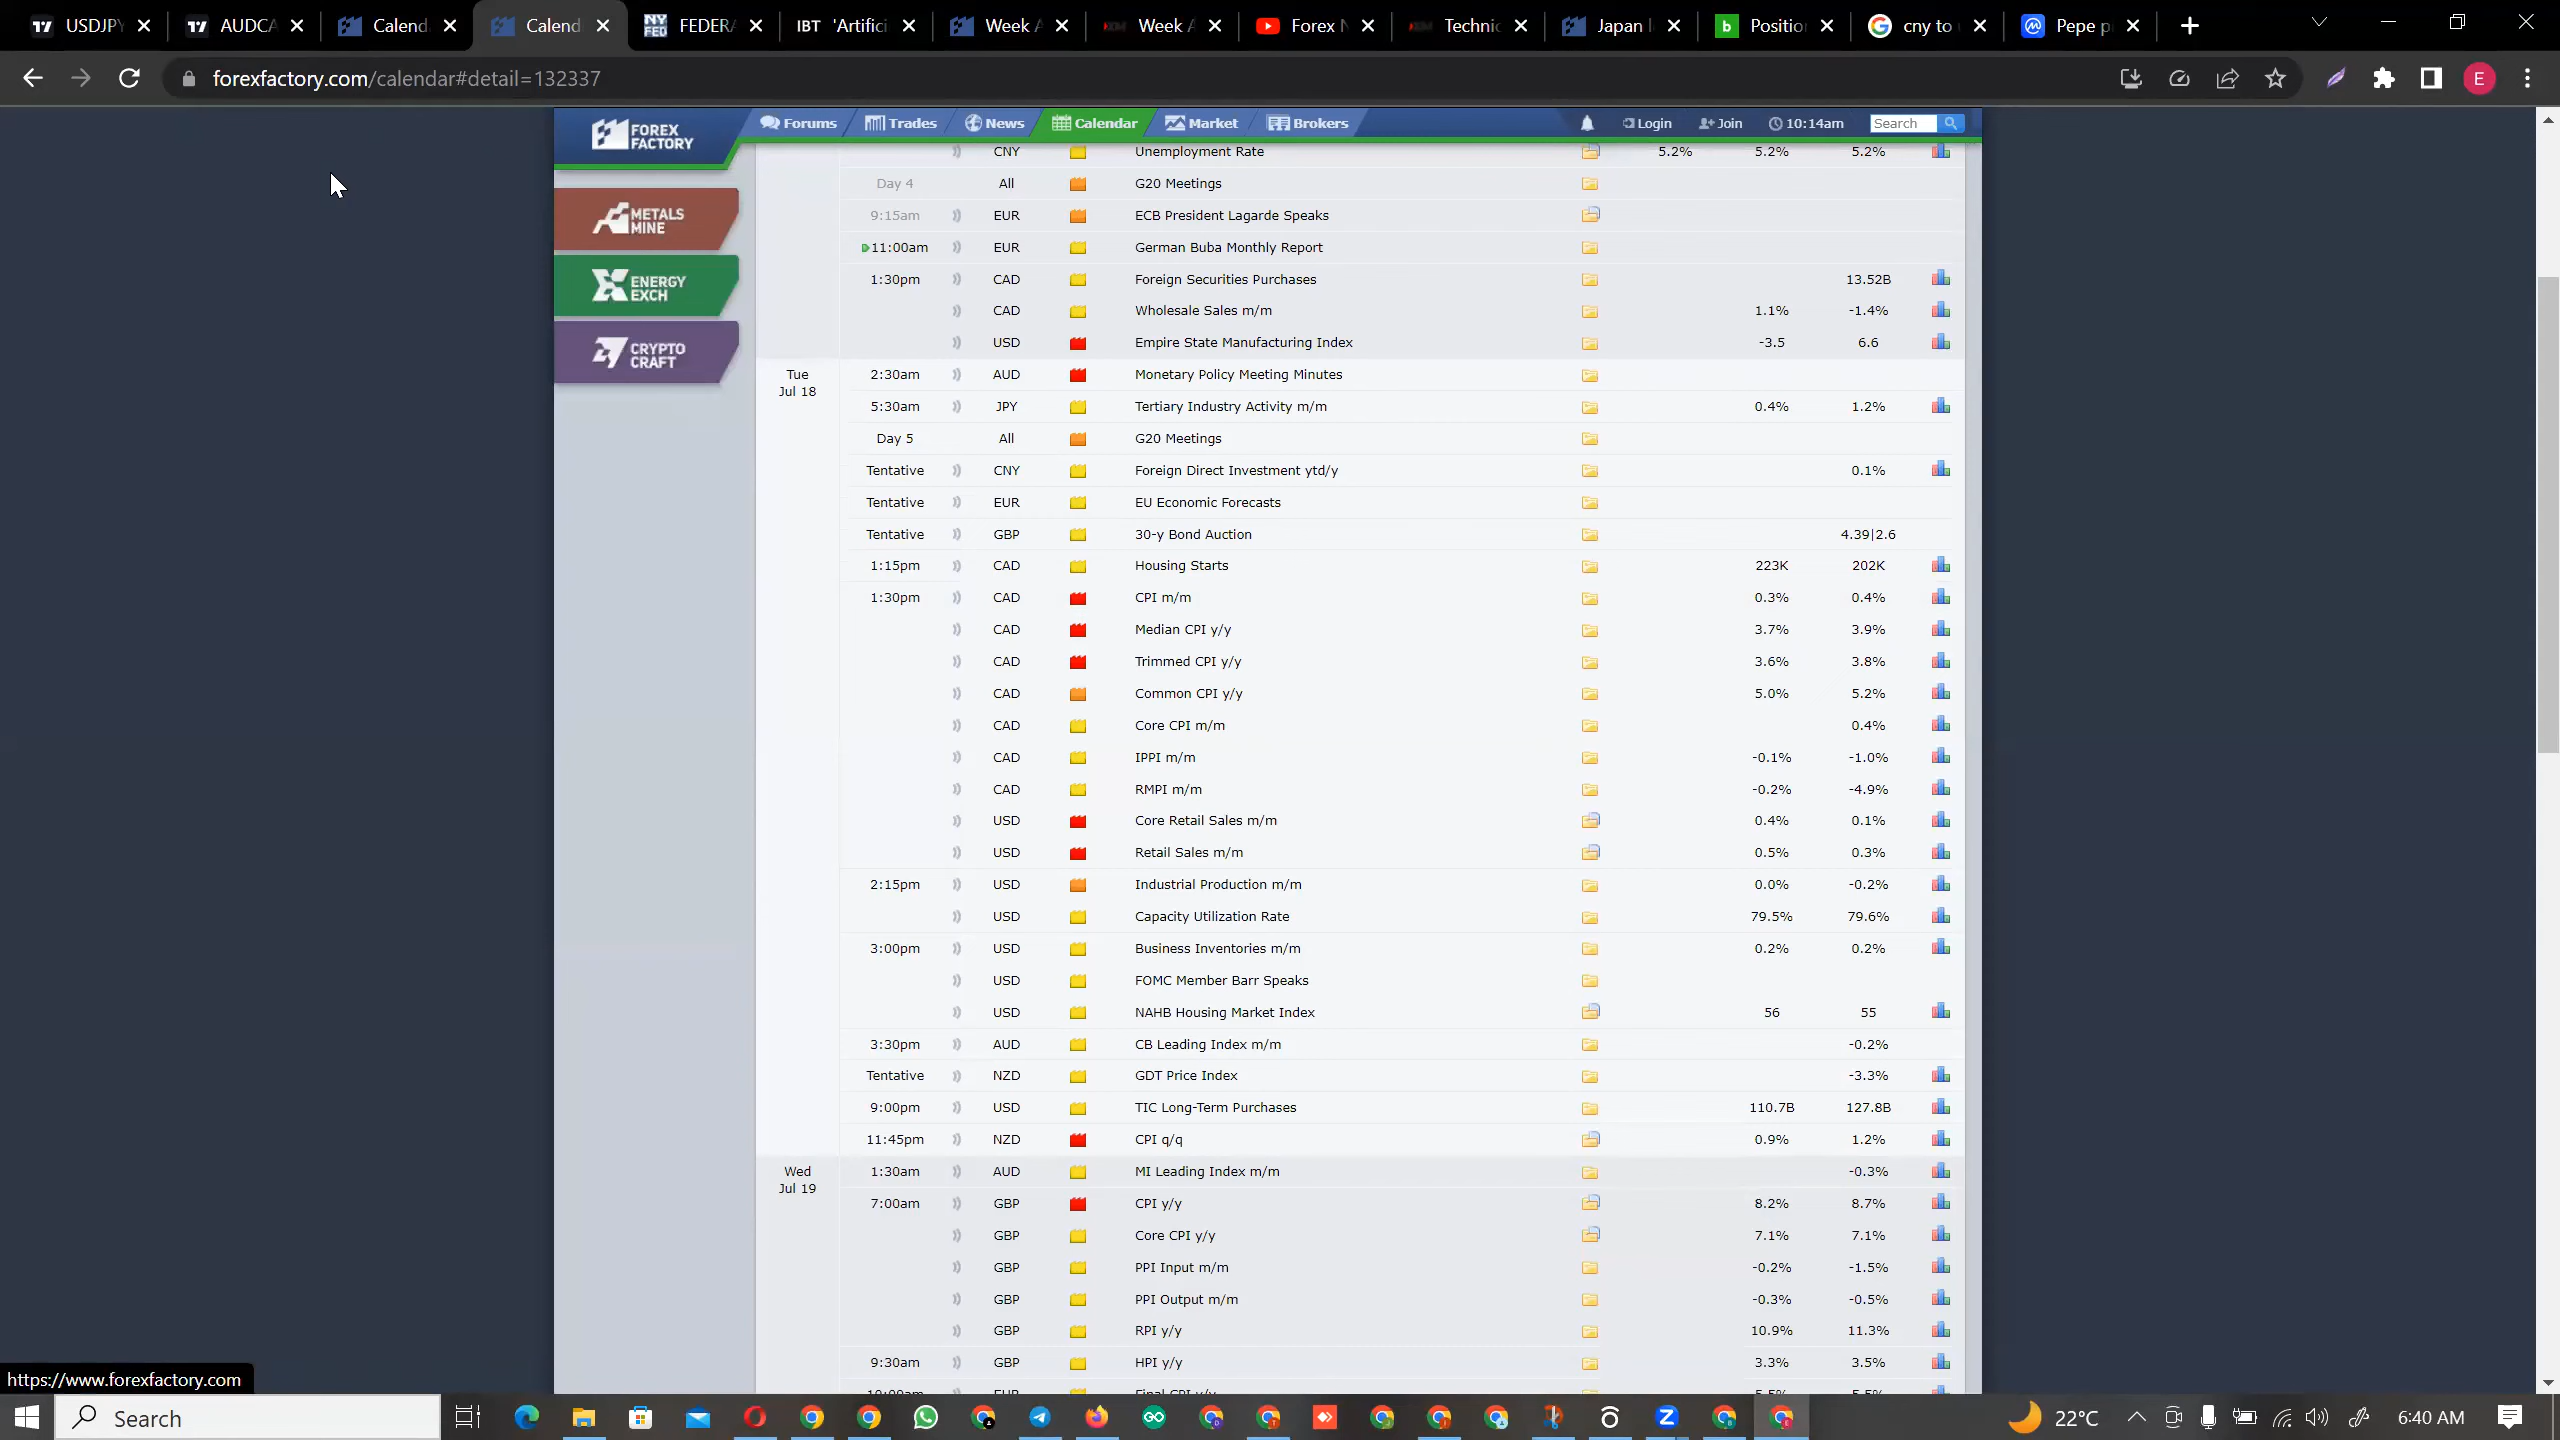 USDJPY
AUDCA
Calend
Calend
FEDERA
IBT 'Artifici
Week A
Week A
Forex N
Technic
Japan l
Positio
cny to
Pepe p
forexfactory.com/calendar#detail=132337
E
FOREX FACTORY Forums Trades News Calendar Market Brokers Login Join 10:14am Search
METALS MINE
ENERGY EXCH
CRYPTO CRAFT
CNY Unemployment Rate 5.2% 5.2% 5.2%
Day 4 All G20 Meetings
9:15am EUR ECB President Lagarde Speaks
11:00am EUR German Buba Monthly Report
1:30pm CAD Foreign Securities Purchases 13.52B
CAD Wholesale Sales m/m 1.1% -1.4%
USD Empire State Manufacturing Index -3.5 6.6
Tue Jul 18 2:30am AUD Monetary Policy Meeting Minutes
5:30am JPY Tertiary Industry Activity m/m 0.4% 1.2%
Day 5 All G20 Meetings
Tentative CNY Foreign Direct Investment ytd/y 0.1%
Tentative EUR EU Economic Forecasts
Tentative GBP 30-y Bond Auction 4.39|2.6
1:15pm CAD Housing Starts 223K 202K
1:30pm CAD CPI m/m 0.3% 0.4%
CAD Median CPI y/y 3.7% 3.9%
CAD Trimmed CPI y/y 3.6% 3.8%
CAD Common CPI y/y 5.0% 5.2%
CAD Core CPI m/m 0.4%
CAD IPPI m/m -0.1% -1.0%
CAD RMPI m/m -0.2% -4.9%
USD Core Retail Sales m/m 0.4% 0.1%
USD Retail Sales m/m 0.5% 0.3%
2:15pm USD Industrial Production m/m 0.0% -0.2%
USD Capacity Utilization Rate 79.5% 79.6%
3:00pm USD Business Inventories m/m 0.2% 0.2%
USD FOMC Member Barr Speaks
USD NAHB Housing Market Index 56 55
3:30pm AUD CB Leading Index m/m -0.2%
Tentative NZD GDT Price Index -3.3%
9:00pm USD TIC Long-Term Purchases 110.7B 127.8B
11:45pm NZD CPI q/q 0.9% 1.2%
Wed Jul 19 1:30am AUD MI Leading Index m/m -0.3%
7:00am GBP CPI y/y 8.2% 8.7%
GBP Core CPI y/y 7.1% 7.1%
GBP PPI Input m/m -0.2% -1.5%
GBP PPI Output m/m -0.3% -0.5%
GBP RPI y/y 10.9% 11.3%
9:30am GBP HPI y/y 3.3% 3.5%
10:00am EUR Final CPI y/y 5.5% 5.5%
https://www.forexfactory.com
Search
22°C
6:40 AM